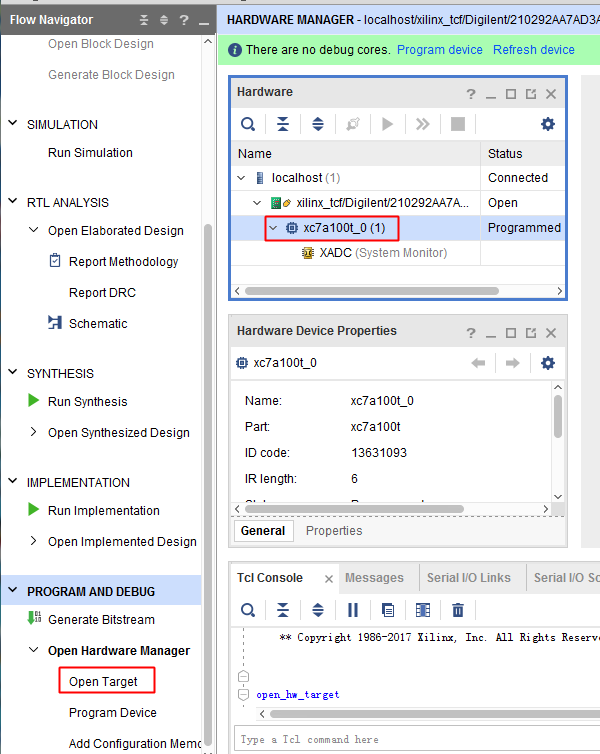 Flow Navigator
Open Block Design
Generate Block Design
SIMULATION
Run Simulation
RTL ANALYSIS
Open Elaborated Design
Report Methodology
Report DRC
Schematic
SYNTHESIS
Run Synthesis
Open Synthesized Design
IMPLEMENTATION
Run Implementation
Open Implemented Design
PROGRAM AND DEBUG
Generate Bitstream
Open Hardware Manager
Open Target
Program Device
Add Configuration Memo
HARDWARE MANAGER - localhost/xilinx_tcf/Digilent/210292AA7AD3A
There are no debug cores. Program device Refresh device
Hardware
Name Status
localhost (1) Connected
xilinx_tcf/Digilent/210292AA7A... Open
xc7a100t_0 (1) Programmed
XADC (System Monitor)
Hardware Device Properties
xc7a100t_0
Name: xc7a100t_0
Part: xc7a100t
ID code: 13631093
IR length: 6
General Properties
Tcl Console Messages Serial I/O Links Serial I/O Sc
** Copyright 1986-2017 Xilinx, Inc. All Rights Reserve
open_hw_target
Type a Tcl command here